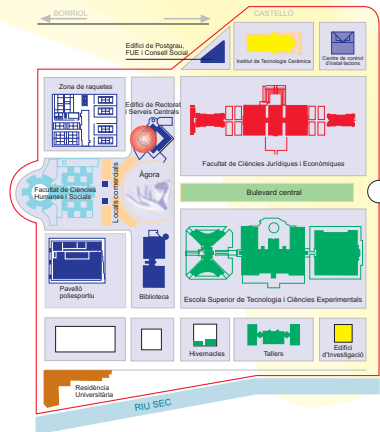 BORRIOL
CASTELLÓ
Edifici de Postgrau,
FUE i Consell Social
Institut de Tecnologia Ceràmica
Centre de control
d'instal·lacions
Zona de raquetes
Edifici de Rectorat
i Serveis Centrals
Facultat de Ciències Jurídiques i Econòmiques
Àgora
Facultat de Ciències
Humanes i Socials
Locals comercials
Bulevard central
Pavelló
poliesportiu
Biblioteca
Escola Superior de Tecnologia i Ciències Experimentals
Hivernacles
Tallers
Edifici
d'Investigació
Residència
Universitària
RIU SEC